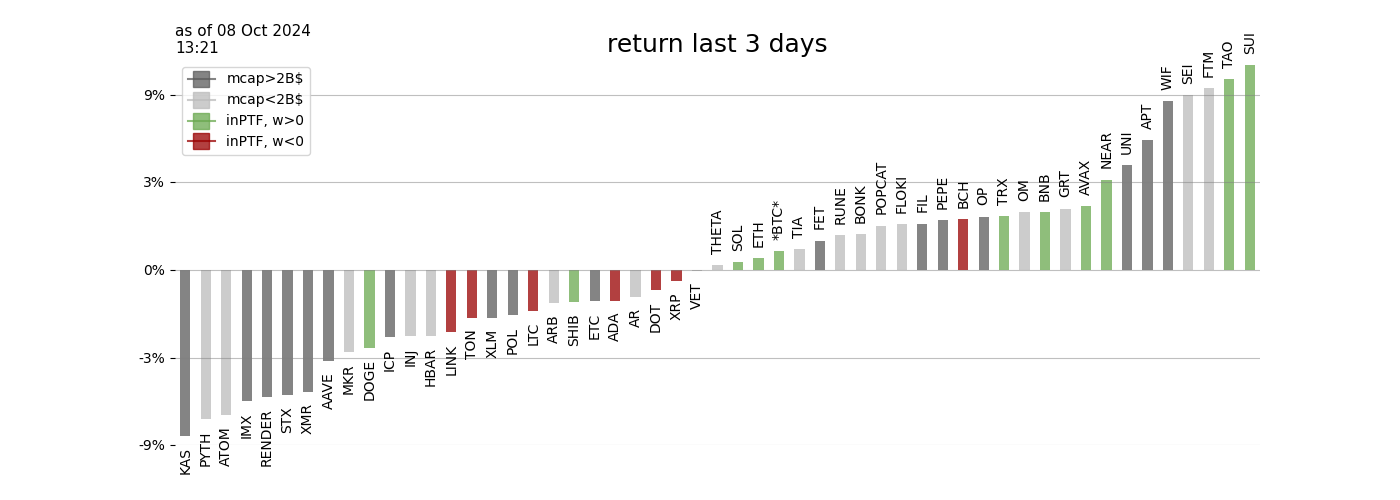 as of 08 Oct 2024
13:21
return last 3 days
mcap>2B$
mcap<2B$
inPTF, w>0
inPTF, w<0
9%
3%
0%
-3%
-9%
KAS
PYTH
ATOM
IMX
RENDER
STX
XMR
AAVE
MKR
DOGE
ICP
INJ
HBAR
LINK
TON
XLM
POL
LTC
ARB
SHIB
ETC
ADA
AR
DOT
XRP
VET
THETA
SOL
ETH
*BTC*
TIA
FET
RUNE
BONK
POPCAT
FLOKI
FIL
PEPE
BCH
OP
TRX
OM
BNB
GRT
AVAX
NEAR
UNI
APT
WIF
SEI
FTM
TAO
SUI